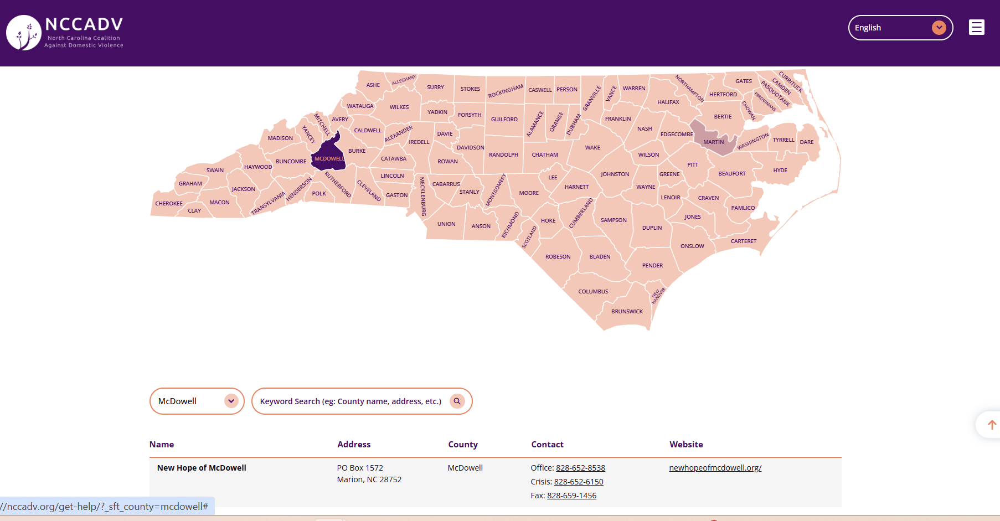 NCCADV
North Carolina Coalition
Against Domestic Violence
English
ASHE
ALLEGHANY
SURRY
STOKES
ROCKINGHAM
CASWELL
PERSON
GRANVILLE
VANCE
WARREN
NORTHAMPTON
HERTFORD
GATES
CURRITUCK
CAMDEN
PASQUOTANK
PERQUIMANS
CHOWAN
WATAUGA
WILKES
YADKIN
FORSYTH
GUILFORD
ALAMANCE
ORANGE
DURHAM
FRANKLIN
HALIFAX
BERTIE
MITCHELL
AVERY
YANCEY
MADISON
CALDWELL
ALEXANDER
IREDELL
DAVIE
DAVIDSON
RANDOLPH
CHATHAM
WAKE
NASH
EDGECOMBE
MARTIN
WASHINGTON
TYRRELL
DARE
MCDOWELL
BURKE
BUNCOMBE
HAYWOOD
SWAIN
GRAHAM
CATAWBA
ROWAN
WILSON
PITT
BEAUFORT
HYDE
LINCOLN
RUTHERFORD
CLEVELAND
GASTON
MECKLENBURG
CABARRUS
STANLY
MONTGOMERY
MOORE
LEE
HARNETT
JOHNSTON
GREENE
WAYNE
LENOIR
CRAVEN
PAMLICO
JACKSON
HENDERSON
POLK
TRANSYLVANIA
CHEROKEE
CLAY
MACON
UNION
ANSON
RICHMOND
SCOTLAND
HOKE
CUMBERLAND
SAMPSON
DUPLIN
JONES
ONSLOW
CARTERET
ROBESON
BLADEN
PENDER
COLUMBUS
NEW
HANOVER
BRUNSWICK
McDowell
Keyword Search (eg: County name, address, etc.)
Name Address County Contact Website
New Hope of McDowell PO Box 1572 McDowell Office: 828-652-8538 newhopeofmcdowell.org/
Marion, NC 28752
Crisis: 828-652-6150
Fax: 828-659-1456
//nccadv.org/get-help/?_sft_county=mcdowell#